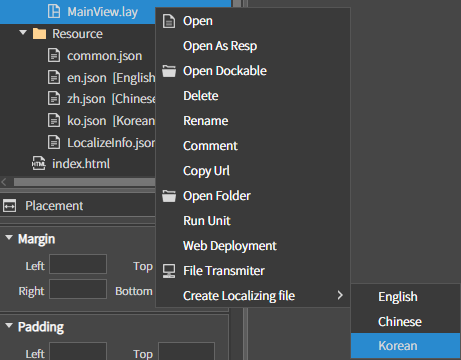 MainView.lay
Resource
common.json
en.json [English
zh.json [Chinese
ko.json [Korean
LocalizeInfo.json
index.html
Placement
Margin
Left Top
Right Bottom
Padding
Left Top
Open
Open As Resp
Open Dockable
Delete
Rename
Comment
Copy Url
Open Folder
Run Unit
Web Deployment
File Transmiter
Create Localizing file
English
Chinese
Korean